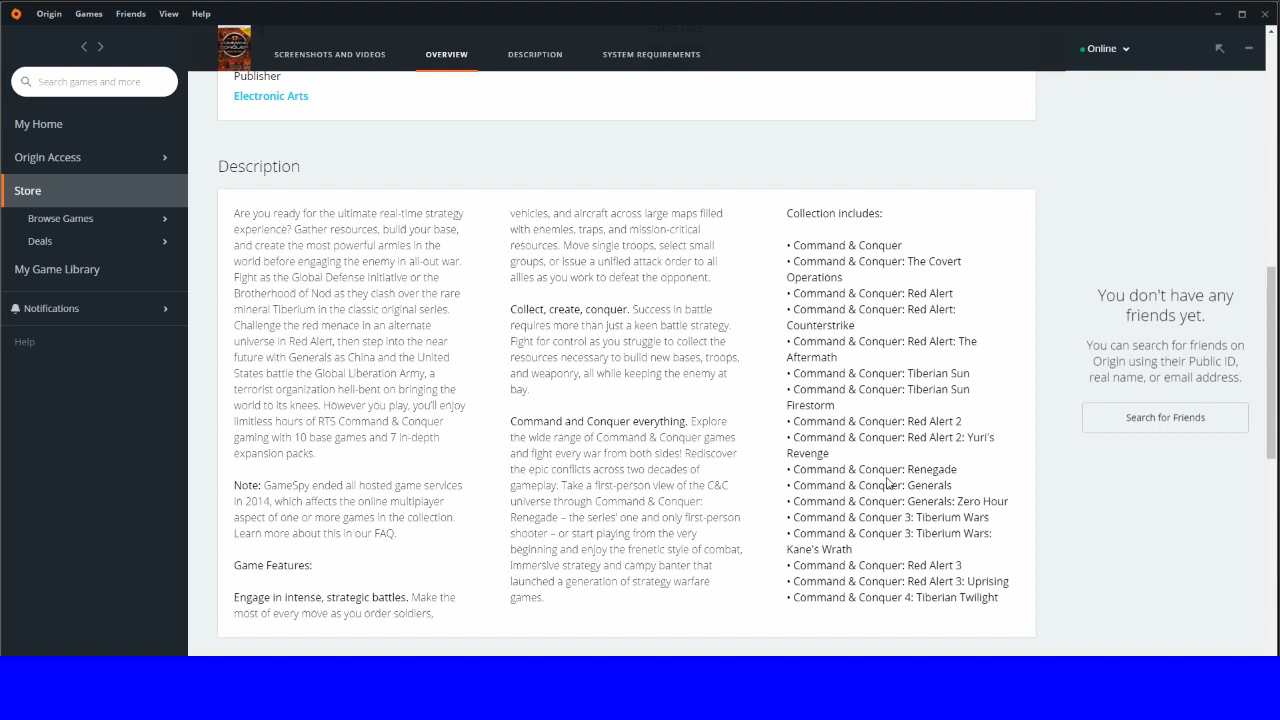 Origin Games Friends View Help
SCREENSHOTS AND VIDEOS OVERVIEW DESCRIPTION SYSTEM REQUIREMENTS
Online
Search games and more
My Home
Origin Access
Store
Browse Games
Deals
My Game Library
Notifications
Help
Publisher
Electronic Arts
Description
Are you ready for the ultimate real-time strategy
experience? Gather resources, build your base,
and create the most powerful armies in the
world before engaging the enemy in all-out war.
Fight as the Global Defense Initiative or the
Brotherhood of Nod as they clash over the rare
mineral Tiberium in the classic original series.
Challenge the red menace in an alternate
universe in Red Alert, then step into the near
future with Generals as China and the United
States battle the Global Liberation Army, a
terrorist organization hell-bent on bringing the
world to its knees. However you play, you'll enjoy
limitless hours of RTS Command & Conquer
gaming with 10 base games and 7 in-depth
expansion packs.
Note: GameSpy ended all hosted game services
in 2014, which affects the online multiplayer
aspect of one or more games in the collection.
Learn more about this in our FAQ.
Game Features:
Engage in intense, strategic battles. Make the
most of every move as you order soldiers,
vehicles, and aircraft across large maps filled
with enemies, traps, and mission-critical
resources. Move single troops, select small
groups, or issue a unified attack order to all
allies as you work to defeat the opponent.
Collect, create, conquer. Success in battle
requires more than just a keen battle strategy.
Fight for control as you struggle to collect the
resources necessary to build new bases, troops,
and weaponry, all while keeping the enemy at
bay.
Command and Conquer everything. Explore
the wide range of Command & Conquer games
and fight every war from both sides! Rediscover
the epic conflicts across two decades of
gameplay. Take a first-person view of the C&C
universe through Command & Conquer:
Renegade – the series' one and only first-person
shooter – or start playing from the very
beginning and enjoy the frenetic style of combat,
immersive strategy and campy banter that
launched a generation of strategy warfare
games.
Collection includes:
• Command & Conquer
• Command & Conquer: The Covert
Operations
• Command & Conquer: Red Alert
• Command & Conquer: Red Alert:
Counterstrike
• Command & Conquer: Red Alert: The
Aftermath
• Command & Conquer: Tiberian Sun
• Command & Conquer: Tiberian Sun
Firestorm
• Command & Conquer: Red Alert 2
• Command & Conquer: Red Alert 2: Yuri's
Revenge
• Command & Conquer: Renegade
• Command & Conquer: Generals
• Command & Conquer: Generals: Zero Hour
• Command & Conquer 3: Tiberium Wars
• Command & Conquer 3: Tiberium Wars:
Kane's Wrath
• Command & Conquer: Red Alert 3
• Command & Conquer: Red Alert 3: Uprising
• Command & Conquer 4: Tiberian Twilight
You don't have any
friends yet.
You can search for friends on
Origin using their Public ID,
real name, or email address.
Search for Friends